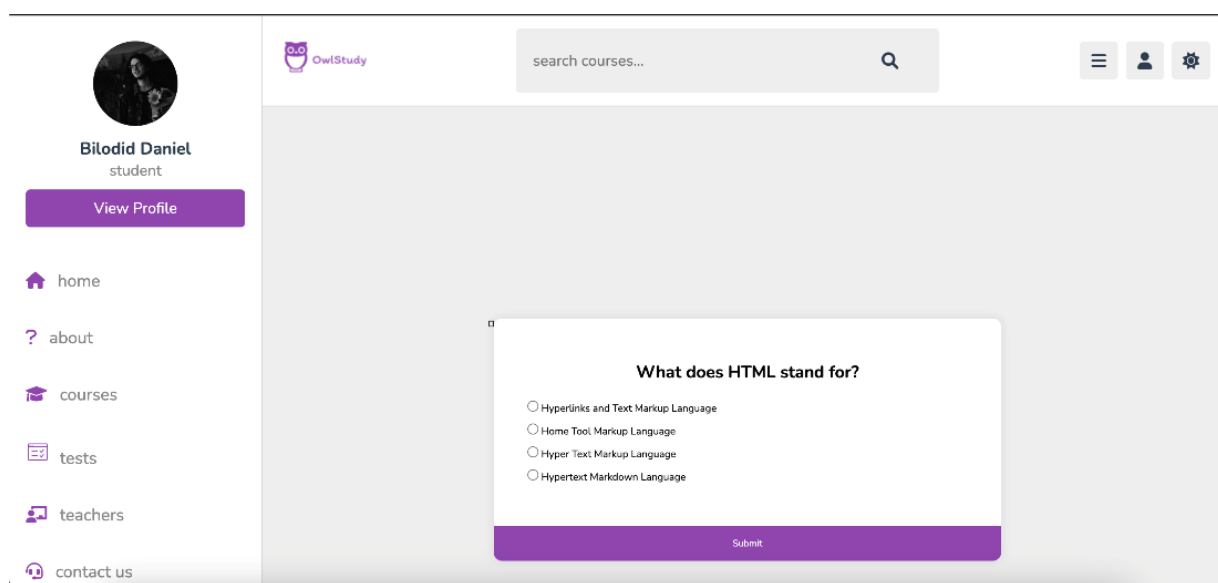 Bilodid Daniel
student
View Profile
home
? about
courses
tests
teachers
contact us
OwlStudy
search courses...
What does HTML stand for?
Hyperlinks and Text Markup Language
Home Tool Markup Language
Hyper Text Markup Language
Hypertext Markdown Language
Submit